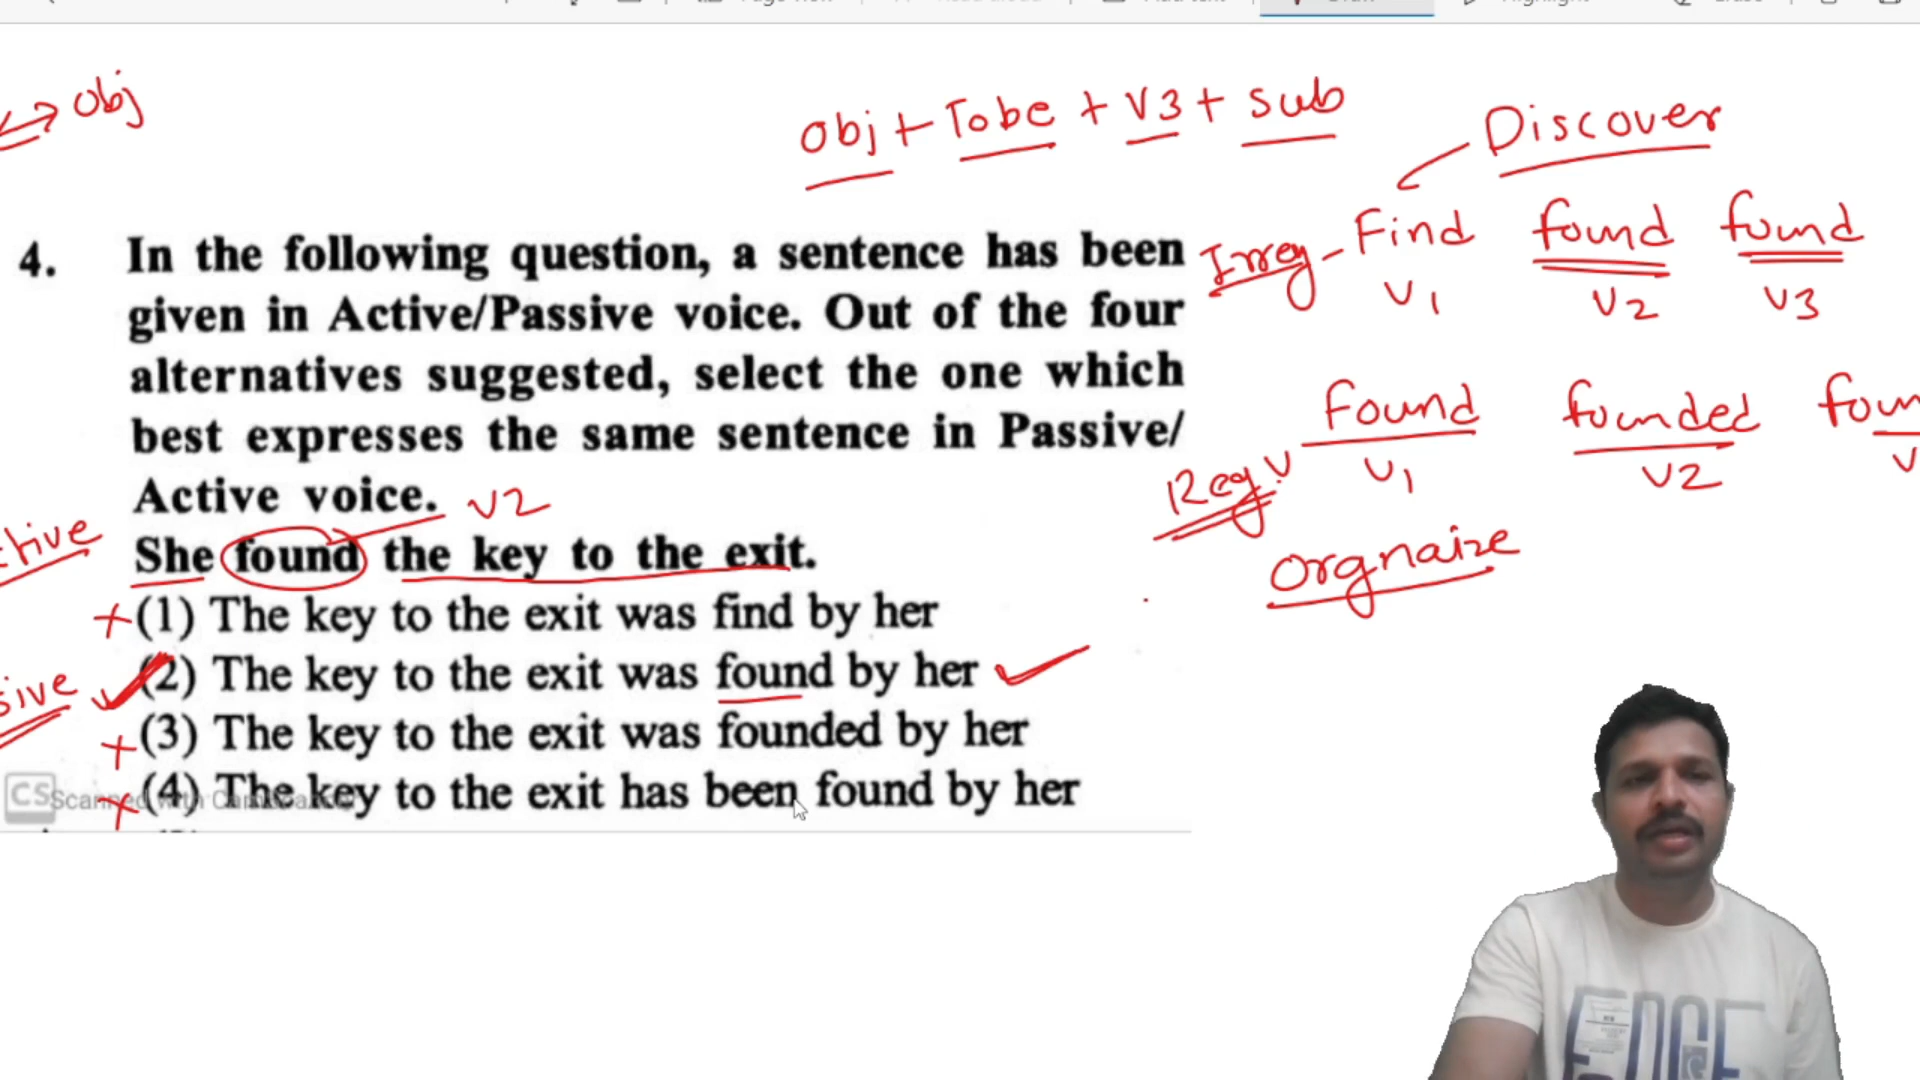 Obj
Obj + Tobe + V3 + Sub
Discover
Irreg - Find found found
V1 V2 V3
4. In the following question, a sentence has been
given in Active/Passive voice. Out of the four
alternatives suggested, select the one which
best expresses the same sentence in Passive/
Active voice. V2
Found founded
Reg.V V1 V2
orgnaize
She found the key to the exit.
(1) The key to the exit was find by her
(2) The key to the exit was found by her
(3) The key to the exit was founded by her
(4) The key to the exit has been found by her
CS Scanned with CamScanner